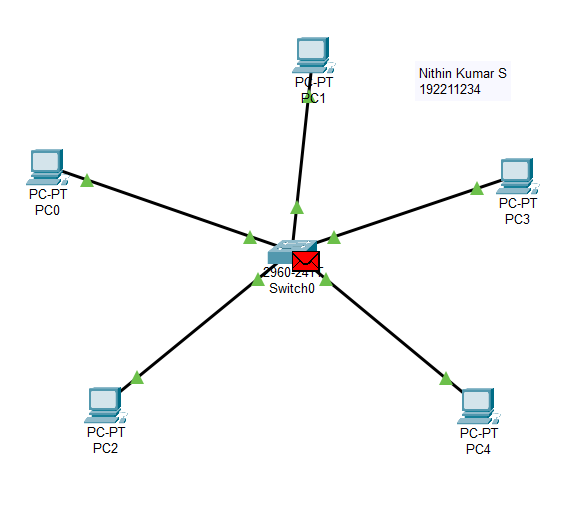 PC-PT
PC1
Nithin Kumar S
192211234
PC-PT
PC0
PC-PT
PC3
2960-24TT
Switch0
PC-PT
PC2
PC-PT
PC4